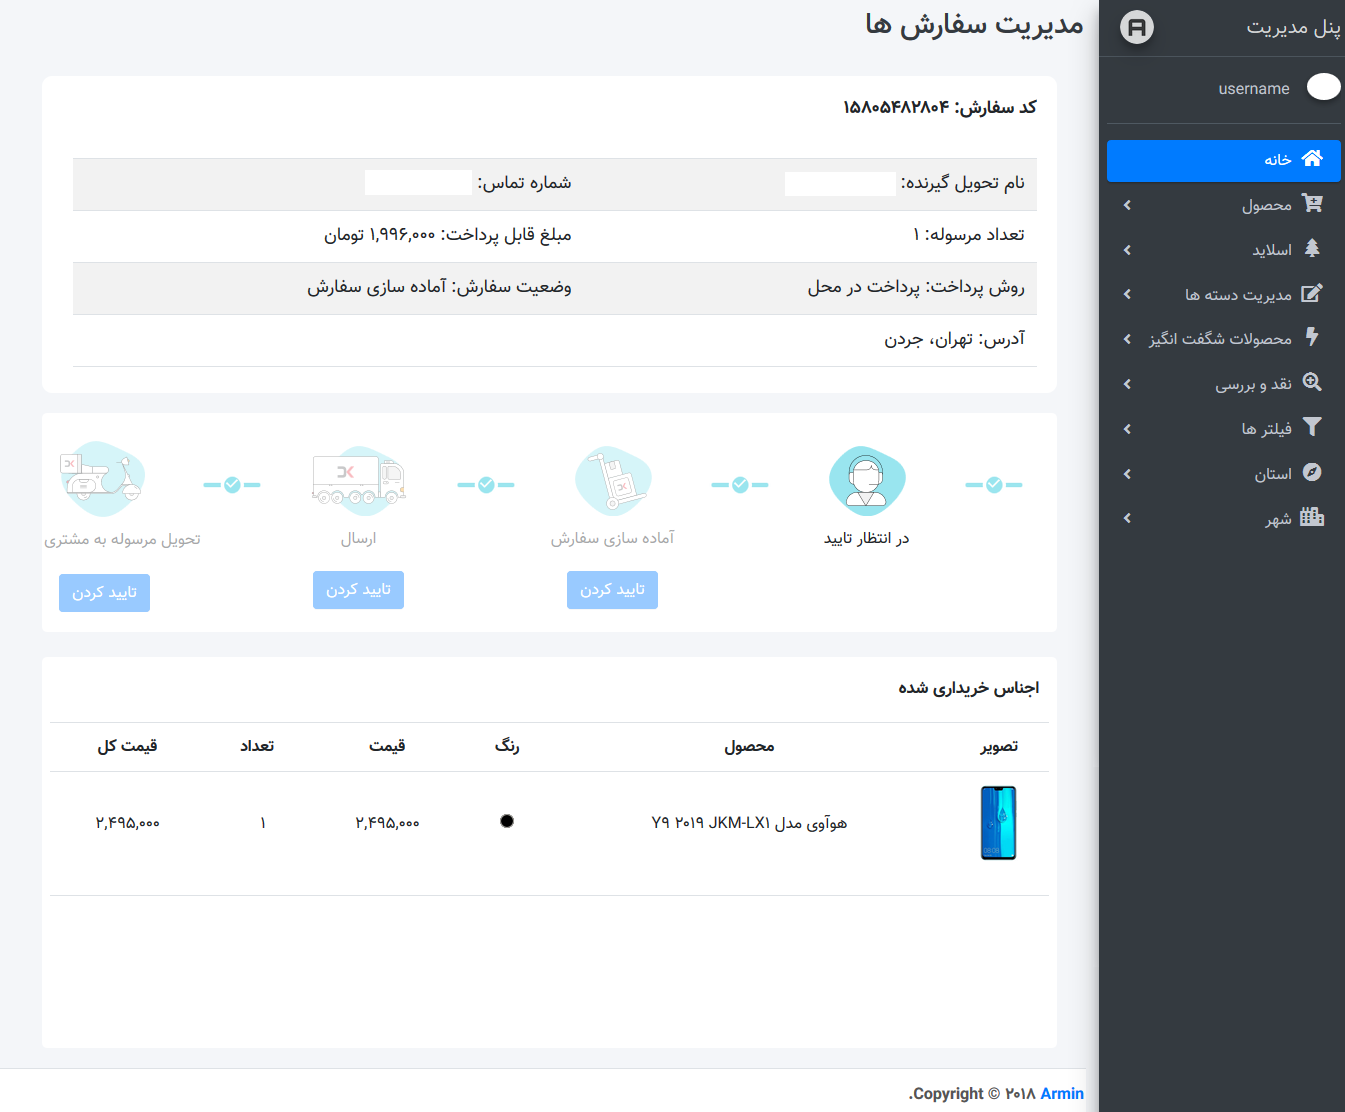 پنل مدیریت
username
خانه
محصول
اسلاید
مدیریت دسته ها
محصولات شگفت انگیز
نقد و بررسی
فیلتر ها
استان
شهر
مدیریت سفارش ها
کد سفارش: ۱۵۸۰۵۴۸۲۸۰۴
نام تحویل گیرنده: شماره تماس:
تعداد مرسوله: ۱ مبلغ قابل پرداخت: ۱,۹۹۶,۰۰۰ تومان
روش پرداخت: پرداخت در محل وضعیت سفارش: آماده سازی سفارش
آدرس: تهران، جردن
در انتظار تایید آماده سازی سفارش ارسال تحویل مرسوله به مشتری
تایید کردن تایید کردن تایید کردن
اجناس خریداری شده
تصویر محصول رنگ قیمت تعداد قیمت کل
هوآوی مدل Y۹ ۲۰۱۹ JKM-LX۱ ۲,۴۹۵,۰۰۰ ۱ ۲,۴۹۵,۰۰۰
Copyright © ۲۰۱۸ Armin.